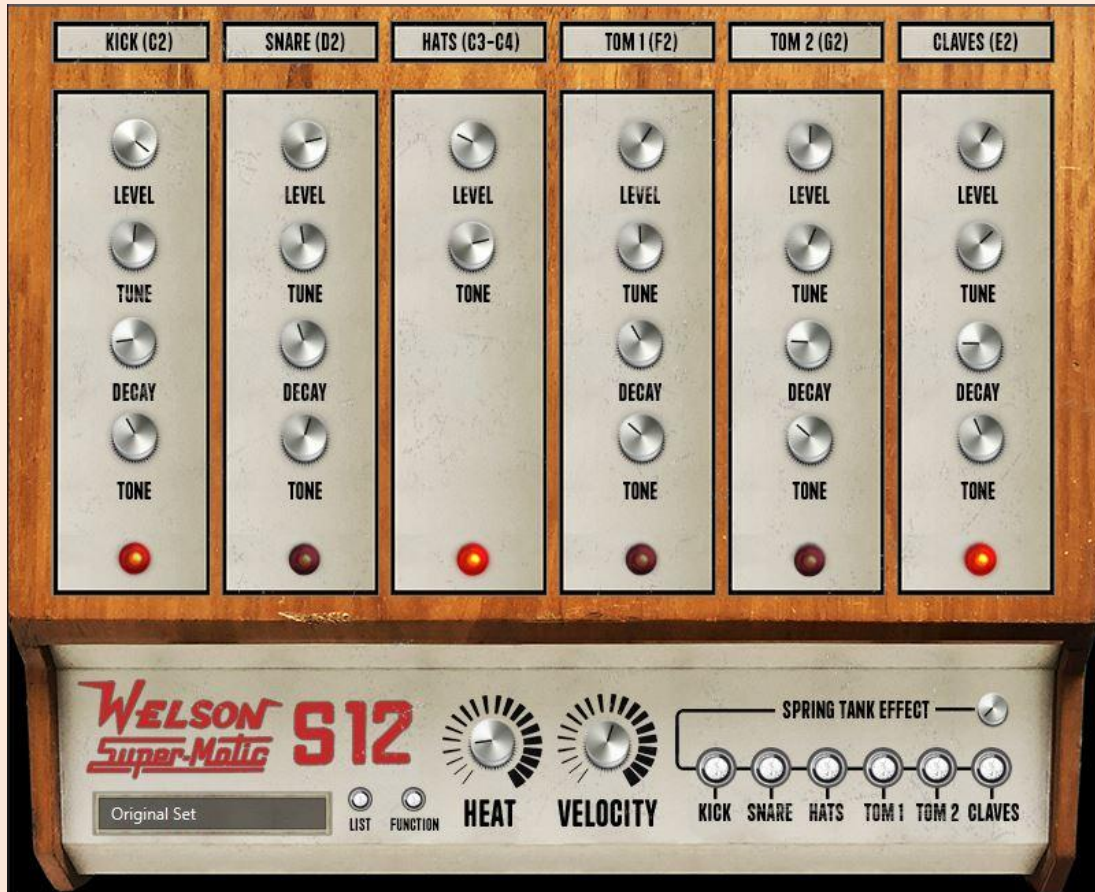 KICK (C2)
SNARE (D2)
HATS (C3-C4)
TOM 1 (F2)
TOM 2 (G2)
CLAVES (E2)
LEVEL
LEVEL
LEVEL
LEVEL
LEVEL
LEVEL
TUNE
TUNE
TONE
TUNE
TUNE
TUNE
DECAY
DECAY
DECAY
DECAY
DECAY
TONE
TONE
TONE
TONE
TONE
WELSON
Super-Matic
S12
SPRING TANK EFFECT
Original Set
LIST
FUNCTION
HEAT
VELOCITY
KICK
SNARE
HATS
TOM 1
TOM 2
CLAVES